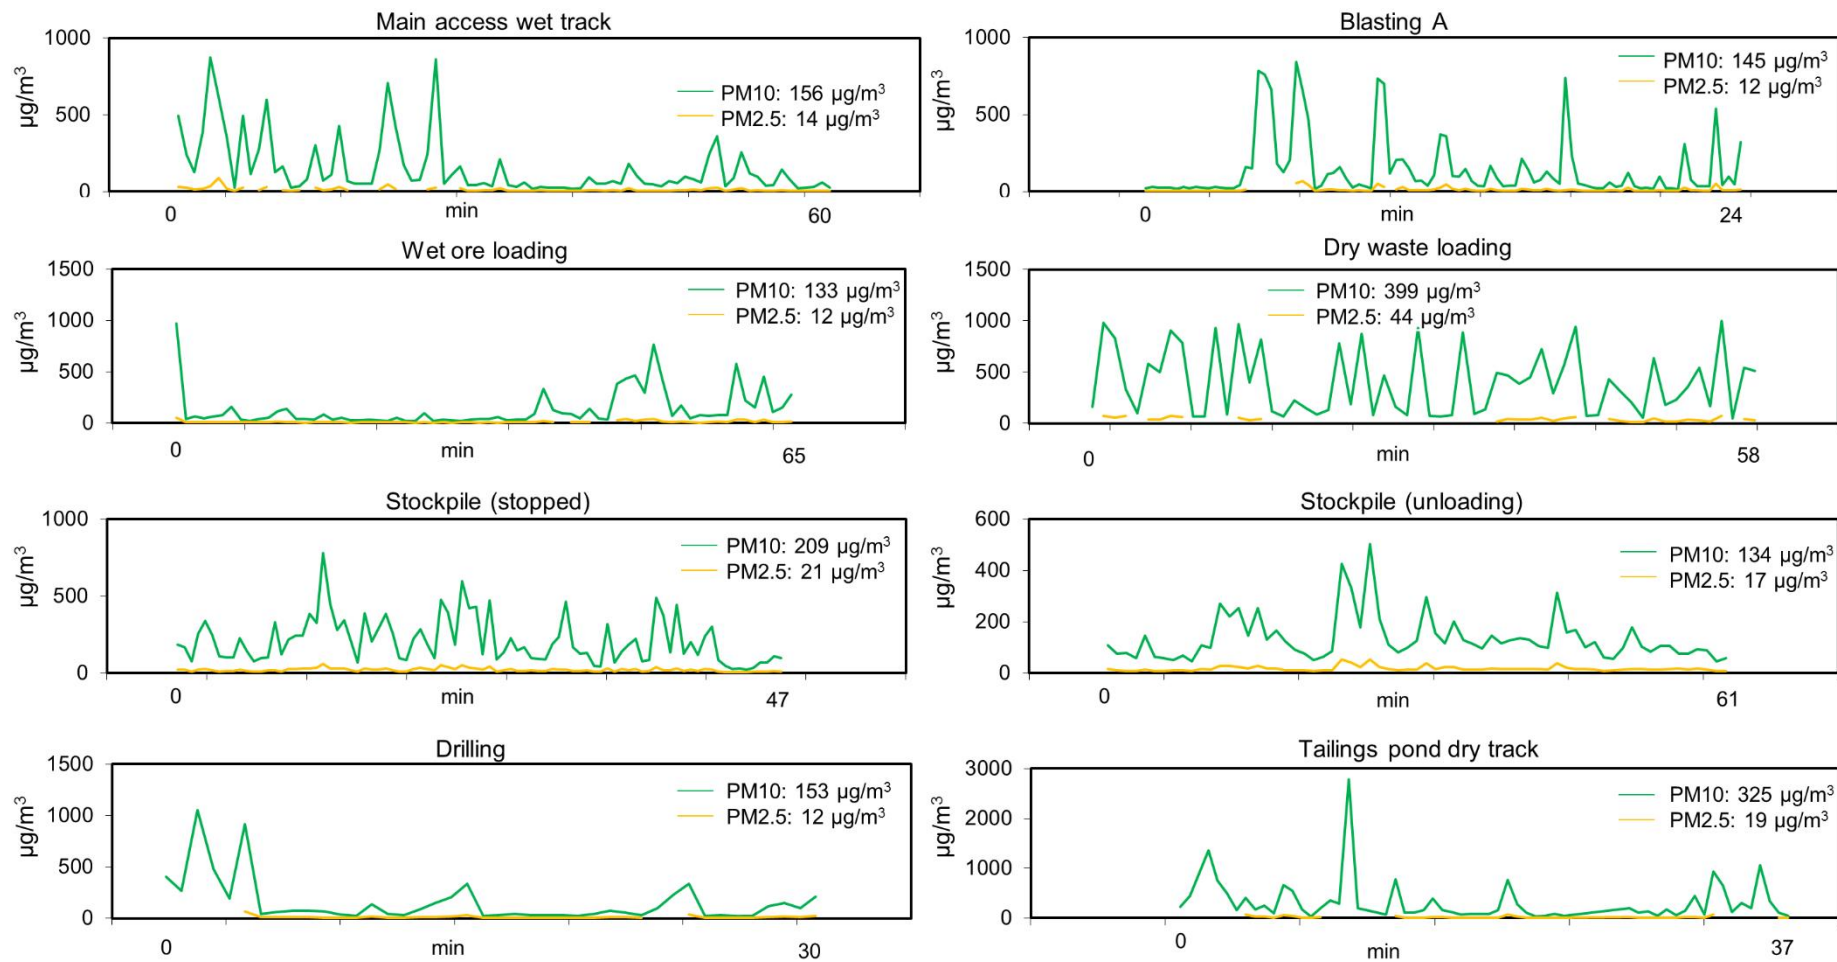 Main access wet track
1000
500
0
µg/m³
PM10: 156 µg/m³
PM2.5: 14 µg/m³
0
min
60
Blasting A
1000
500
0
µg/m³
PM10: 145 µg/m³
PM2.5: 12 µg/m³
0
min
24
Wet ore loading
1500
1000
500
0
µg/m³
PM10: 133 µg/m³
PM2.5: 12 µg/m³
0
min
65
Dry waste loading
1500
1000
500
0
µg/m³
PM10: 399 µg/m³
PM2.5: 44 µg/m³
0
min
58
Stockpile (stopped)
1000
500
0
µg/m³
PM10: 209 µg/m³
PM2.5: 21 µg/m³
0
min
47
Stockpile (unloading)
600
400
200
0
µg/m³
PM10: 134 µg/m³
PM2.5: 17 µg/m³
0
min
61
Drilling
1500
1000
500
0
µg/m³
PM10: 153 µg/m³
PM2.5: 12 µg/m³
0
min
30
Tailings pond dry track
3000
2000
1000
0
µg/m³
PM10: 325 µg/m³
PM2.5: 19 µg/m³
0
min
37